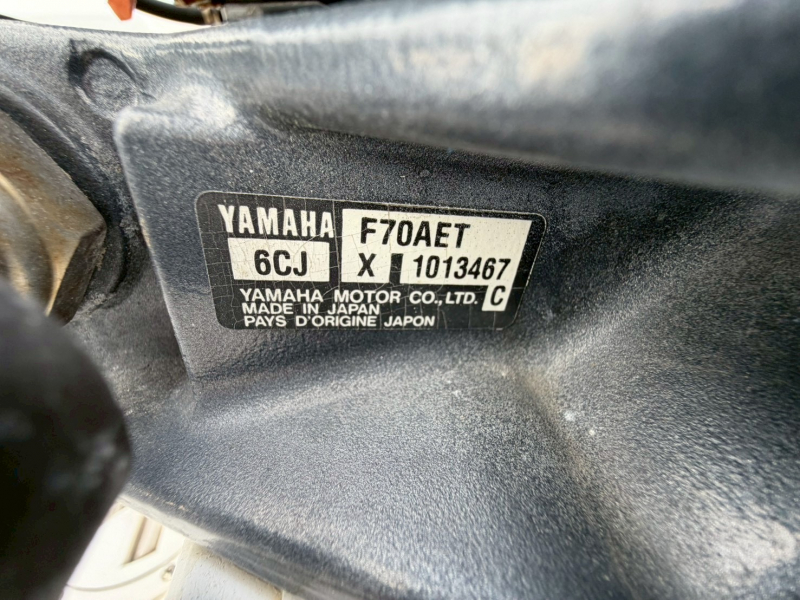 YAMAHA F70AET
6CJ X 1013467
YAMAHA MOTOR CO., LTD. C
MADE IN JAPAN
PAYS D'ORIGINE JAPON